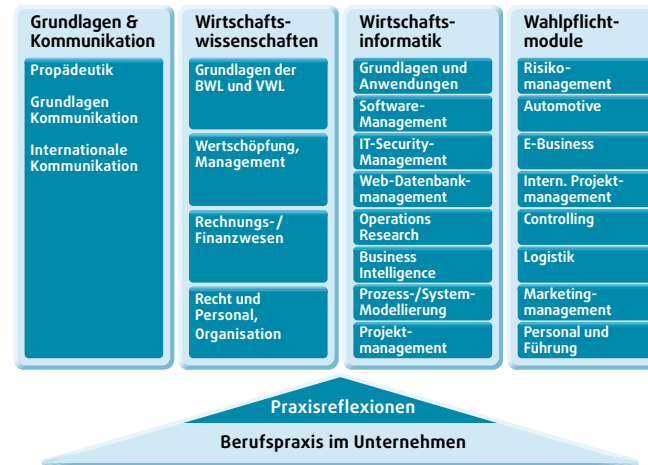 Grundlagen &
Kommunikation
Propädeutik
Grundlagen
Kommunikation
Internationale
Kommunikation
Wirtschafts-
wissenschaften
Grundlagen der
BWL und VWL
Wertschöpfung,
Management
Rechnungs-/
Finanzwesen
Recht und
Personal,
Organisation
Wirtschafts-
informatik
Grundlagen und
Anwendungen
Software-
Management
IT-Security-
Management
Web-Datenbank-
management
Operations
Research
Business
Intelligence
Prozess-/System-
Modellierung
Projekt-
management
Wahlpflicht-
module
Risiko-
management
Automotive
E-Business
Intern. Projekt-
management
Controlling
Logistik
Marketing-
management
Personal und
Führung
Praxisreflexionen
Berufspraxis im Unternehmen